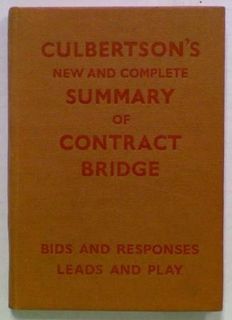 CULBERTSON'S
NEW AND COMPLETE
SUMMARY
OF
CONTRACT
BRIDGE
BIDS AND RESPONSES
LEADS AND PLAY